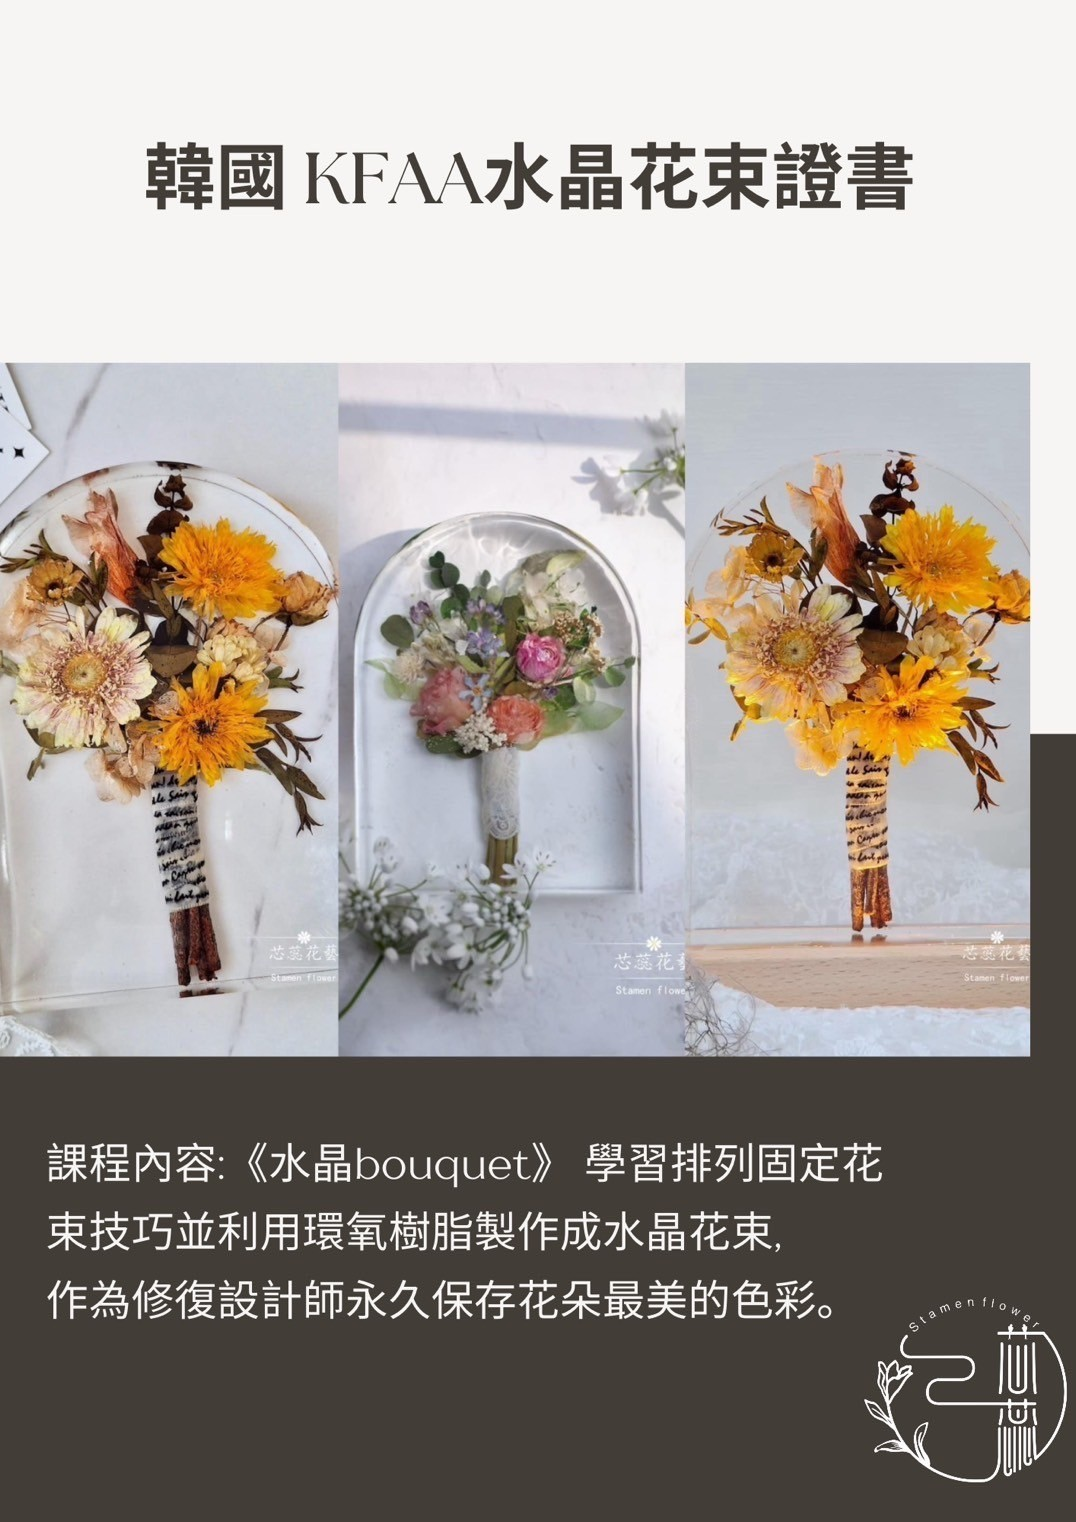 韓國 KFAA水晶花束證書
芯蕊花藝
Stamen flower
芯蕊花
Stamen flowe
芯蕊花藝
Stamen flower
課程內容:《水晶bouquet》 學習排列固定花
束技巧並利用環氧樹脂製作成水晶花束,
作為修復設計師永久保存花朵最美的色彩。
Stamen flower
芯蕊